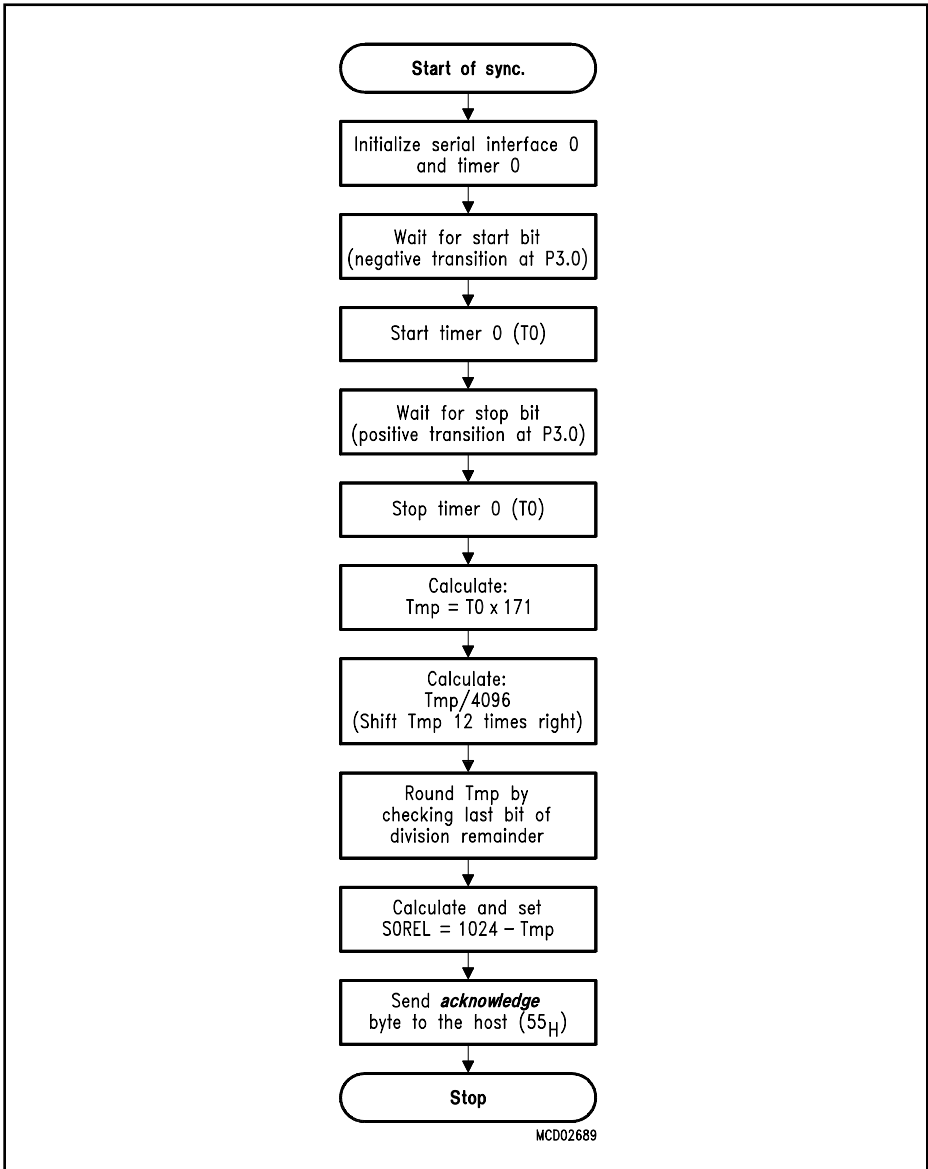 Start of sync.
Initialize serial interface 0
and timer 0
Wait for start bit
(negative transition at P3.0)
Start timer 0 (T0)
Wait for stop bit
(positive transition at P3.0)
Stop timer 0 (T0)
Calculate:
Tmp = T0 x 171
Calculate:
Tmp/4096
(Shift Tmp 12 times right)
Round Tmp by
checking last bit of
division remainder
Calculate and set
S0REL = 1024 – Tmp
Send acknowledge
byte to the host (55H)
Stop
MCD02689